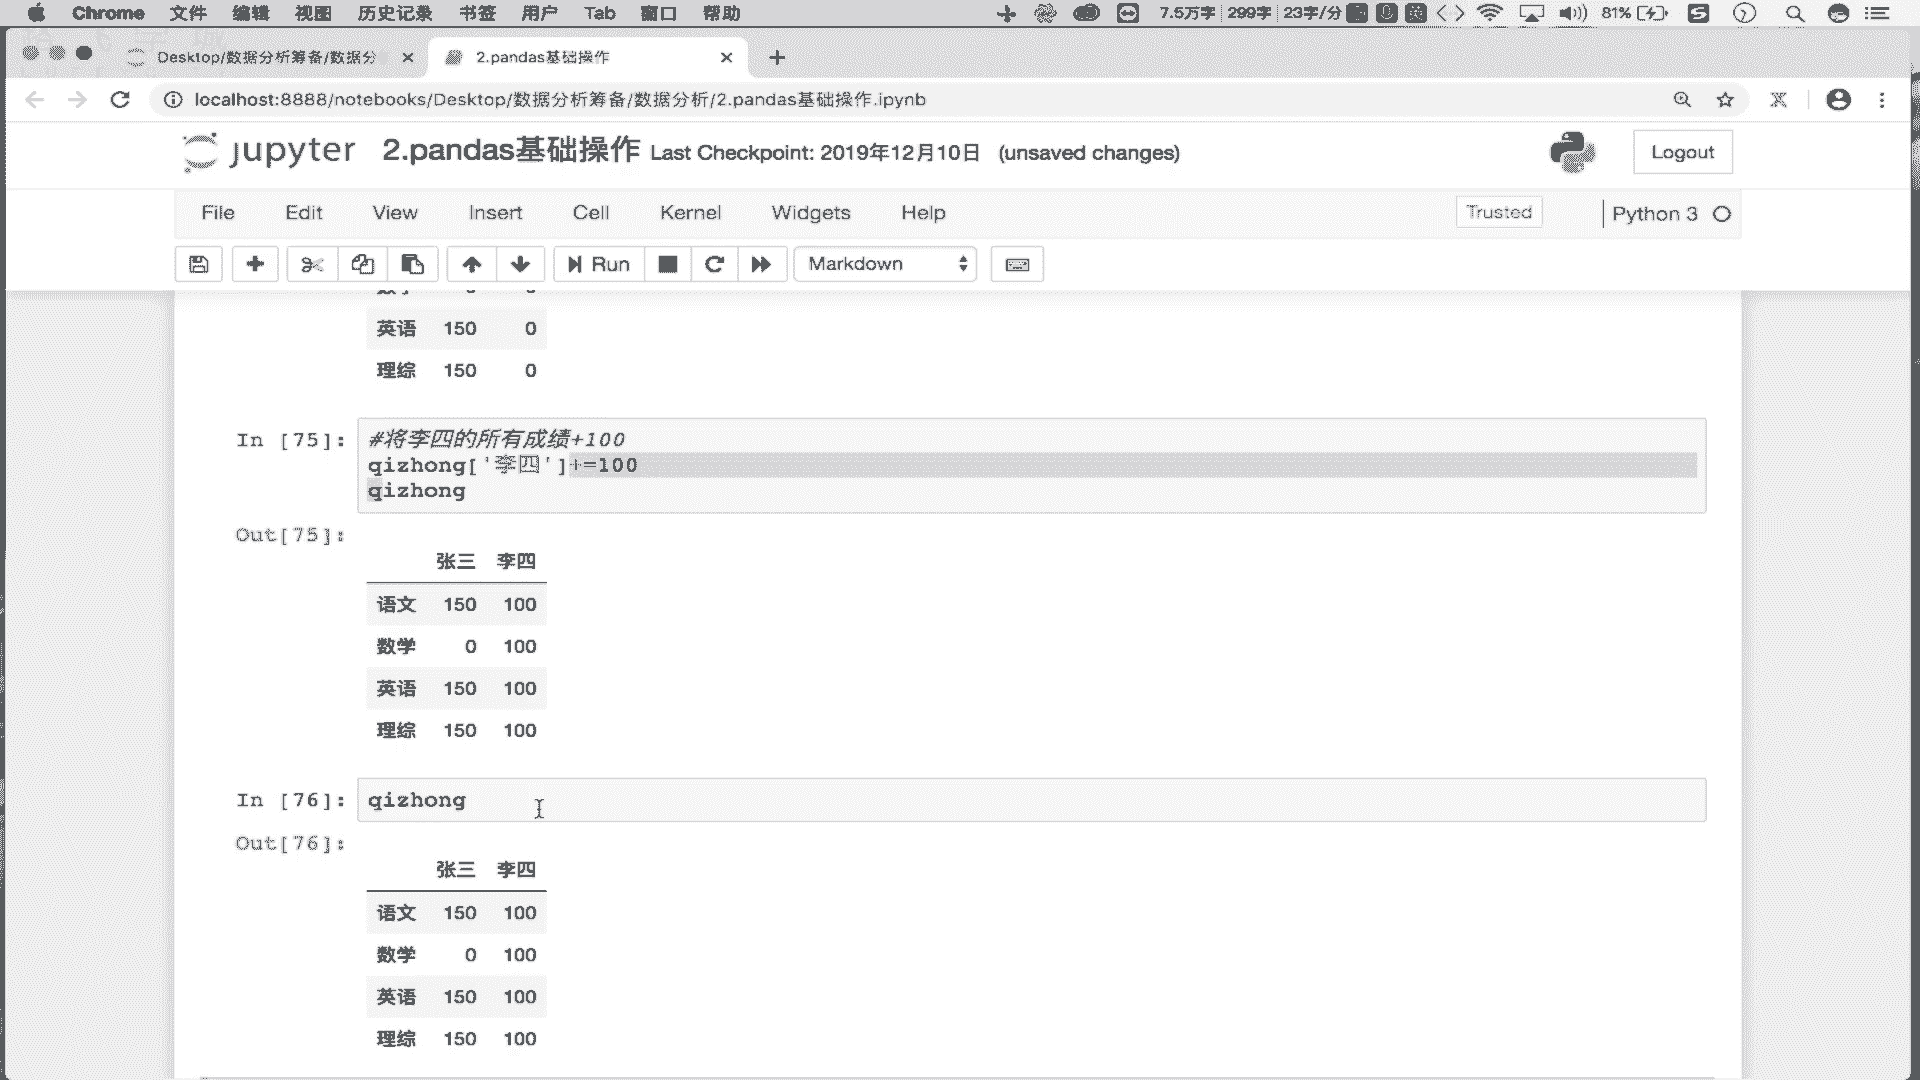 Chrome 文件 编辑 视图 历史记录 书签 用户 Tab 窗口 帮助 7.5万字 299字 23字/分 81%
Desktop/数据分析筹备/数据分 2.pandas基础操作
localhost:8888/notebooks/Desktop/数据分析筹备/数据分析/2.pandas基础操作.ipynb
jupyter 2.pandas基础操作 Last Checkpoint: 2019年12月10日 (unsaved changes) Logout
File Edit View Insert Cell Kernel Widgets Help Trusted Python 3
Run Markdown
英语 150 0
理综 150 0
In [75]: #将李四的所有成绩+100
qizhong['李四']+=100
qizhong
Out[75]:
张三 李四
语文 150 100
数学 0 100
英语 150 100
理综 150 100
In [76]: qizhong
Out[76]:
张三 李四
语文 150 100
数学 0 100
英语 150 100
理综 150 100